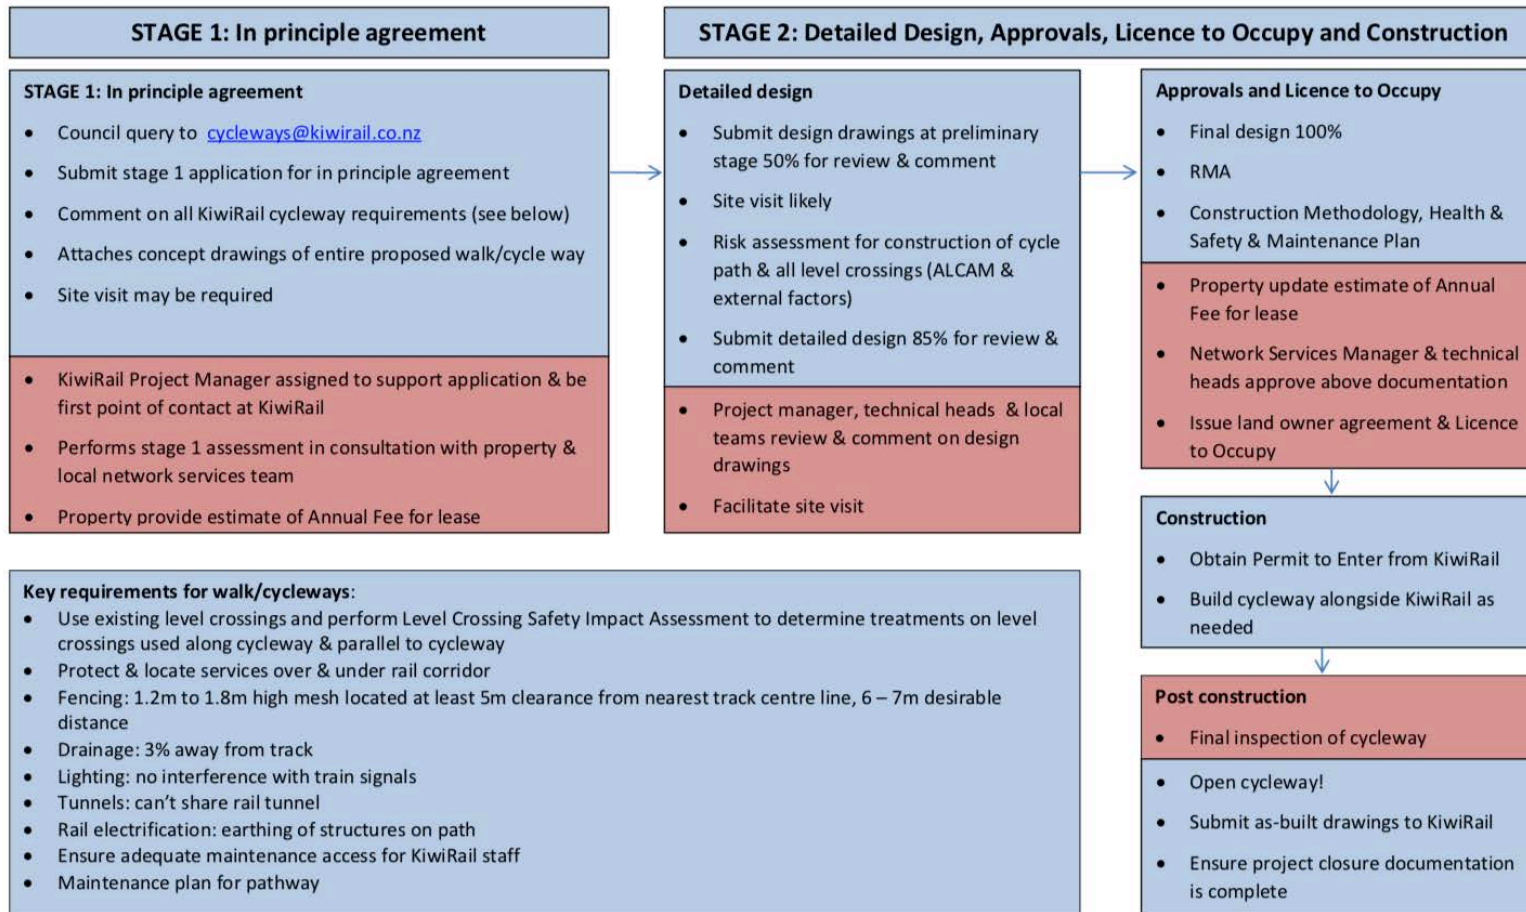 STAGE 1: In principle agreement
STAGE 2: Detailed Design, Approvals, Licence to Occupy and Construction
STAGE 1: In principle agreement
• Council query to cycleways@kiwirail.co.nz
• Submit stage 1 application for in principle agreement
• Comment on all KiwiRail cycleway requirements (see below)
• Attaches concept drawings of entire proposed walk/cycle way
• Site visit may be required
• KiwiRail Project Manager assigned to support application & be
first point of contact at KiwiRail
• Performs stage 1 assessment in consultation with property &
local network services team
• Property provide estimate of Annual Fee for lease
Detailed design
• Submit design drawings at preliminary
stage 50% for review & comment
• Site visit likely
• Risk assessment for construction of cycle
path & all level crossings (ALCAM &
external factors)
• Submit detailed design 85% for review &
comment
• Project manager, technical heads & local
teams review & comment on design
drawings
• Facilitate site visit
Approvals and Licence to Occupy
• Final design 100%
• RMA
• Construction Methodology, Health &
Safety & Maintenance Plan
• Property update estimate of Annual
Fee for lease
• Network Services Manager & technical
heads approve above documentation
• Issue land owner agreement & Licence
to Occupy
Construction
• Obtain Permit to Enter from KiwiRail
• Build cycleway alongside KiwiRail as
needed
Post construction
• Final inspection of cycleway
• Open cycleway!
• Submit as-built drawings to KiwiRail
• Ensure project closure documentation
is complete
Key requirements for walk/cycleways:
• Use existing level crossings and perform Level Crossing Safety Impact Assessment to determine treatments on level
crossings used along cycleway & parallel to cycleway
• Protect & locate services over & under rail corridor
• Fencing: 1.2m to 1.8m high mesh located at least 5m clearance from nearest track centre line, 6 – 7m desirable
distance
• Drainage: 3% away from track
• Lighting: no interference with train signals
• Tunnels: can't share rail tunnel
• Rail electrification: earthing of structures on path
• Ensure adequate maintenance access for KiwiRail staff
• Maintenance plan for pathway